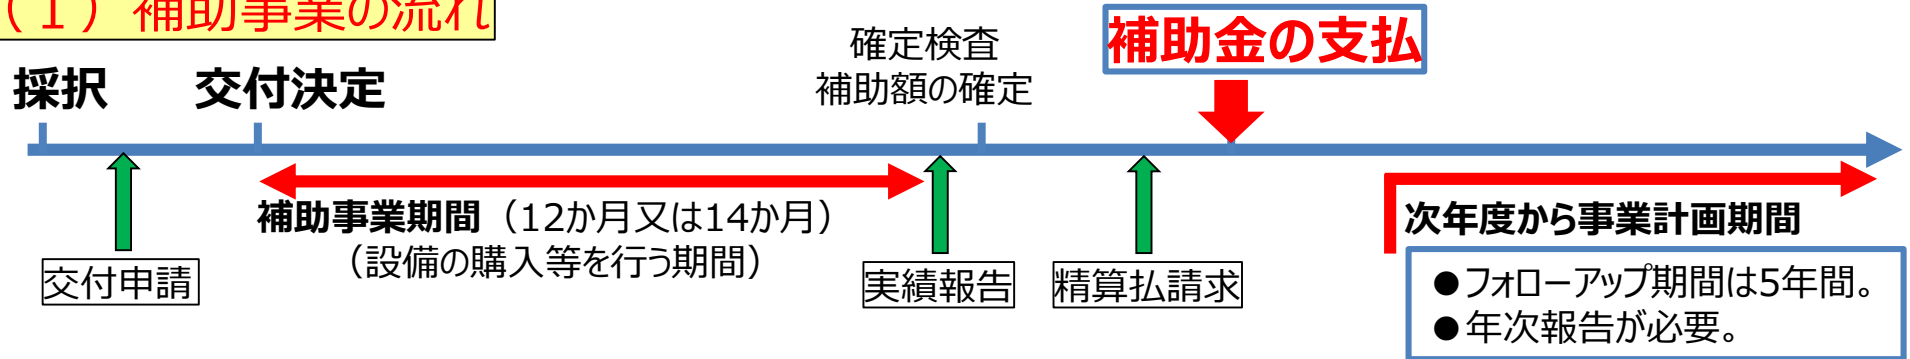 （１）補助事業の流れ
採択
交付決定
確定検査
補助額の確定
補助金の支払
補助事業期間（12か月又は14か月）
（設備の購入等を行う期間）
次年度から事業計画期間
交付申請
実績報告
精算払請求
●フォローアップ期間は5年間。
●年次報告が必要。